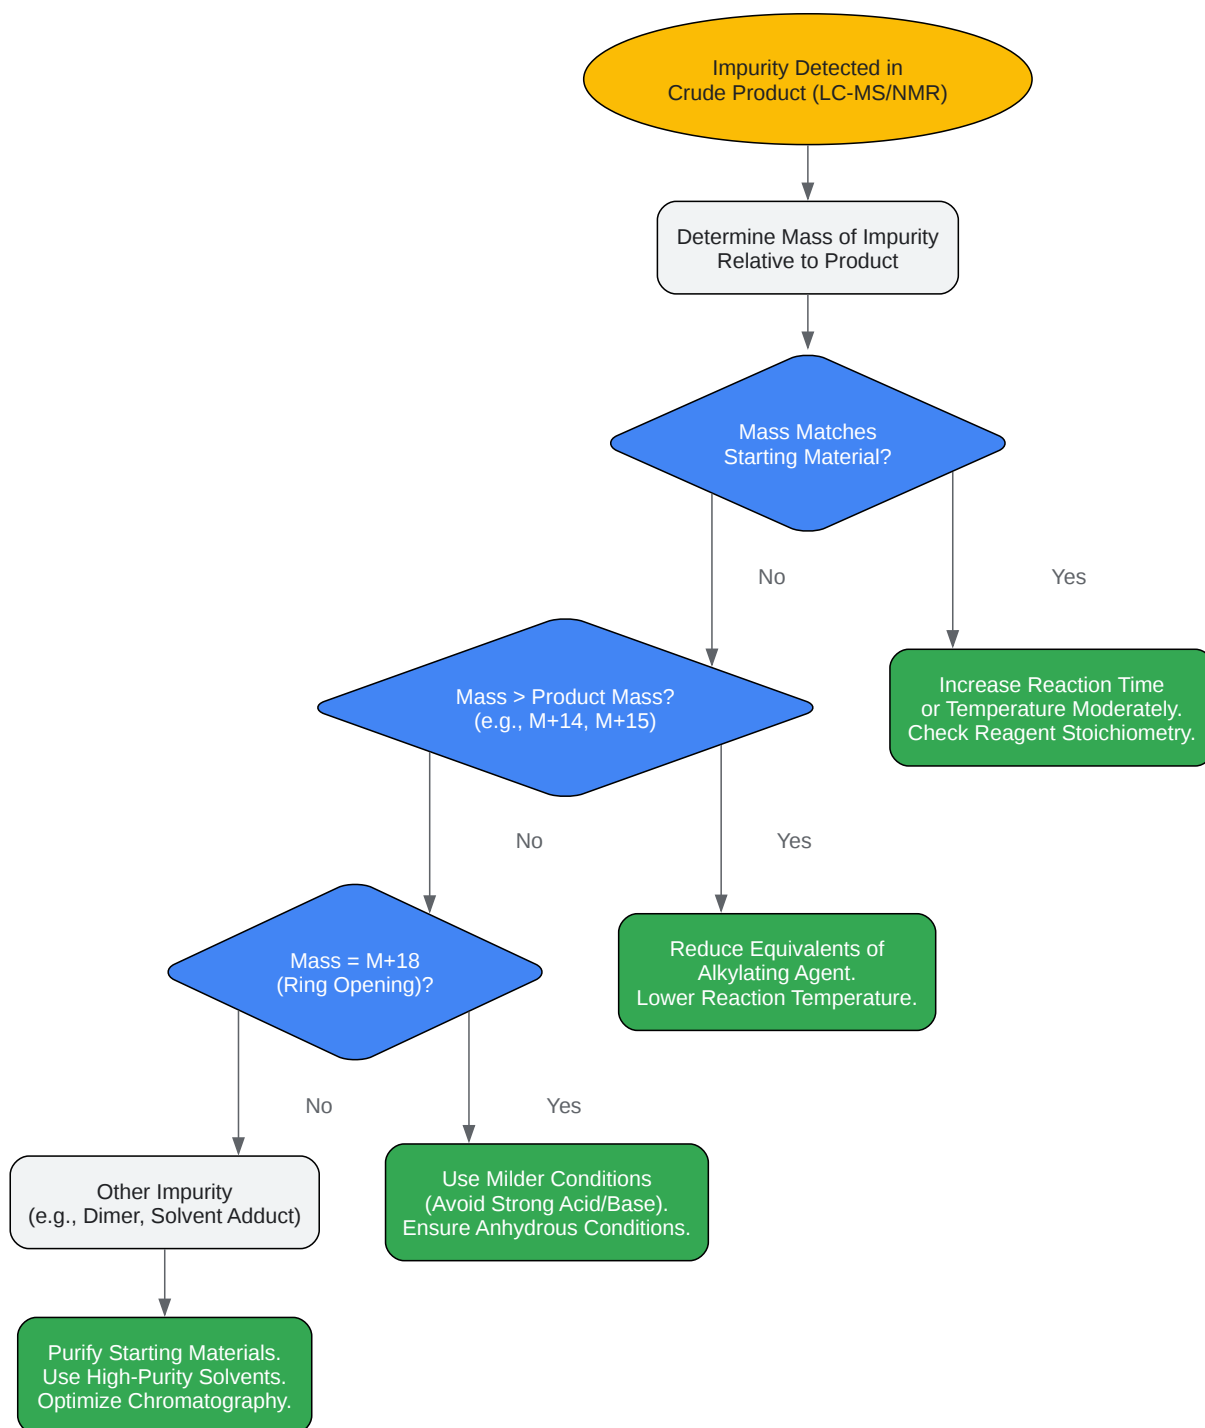 Impurity Detected in
Crude Product (LC-MS/NMR)
Determine Mass of Impurity
Relative to Product
Mass Matches
Starting Material?
No
Yes
Increase Reaction Time
or Temperature Moderately.
Check Reagent Stoichiometry.
Mass > Product Mass?
(e.g., M+14, M+15)
No
Yes
Reduce Equivalents of
Alkylating Agent.
Lower Reaction Temperature.
Mass = M+18
(Ring Opening)?
No
Yes
Other Impurity
(e.g., Dimer, Solvent Adduct)
Use Milder Conditions
(Avoid Strong Acid/Base).
Ensure Anhydrous Conditions.
Purify Starting Materials.
Use High-Purity Solvents.
Optimize Chromatography.